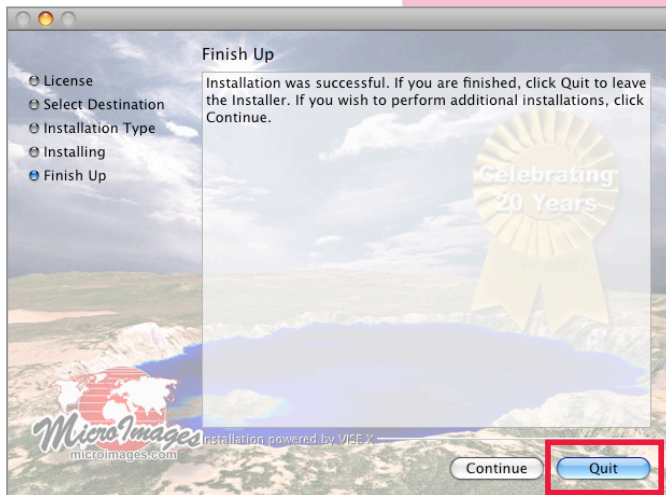 Finish Up
License
Select Destination
Installation Type
Installing
Finish Up
Installation was successful. If you are finished, click Quit to leave
the Installer. If you wish to perform additional installations, click
Continue.
Celebrating
20 Years
MicroImages
microimages.com
Installation powered by VISE X
Continue
Quit